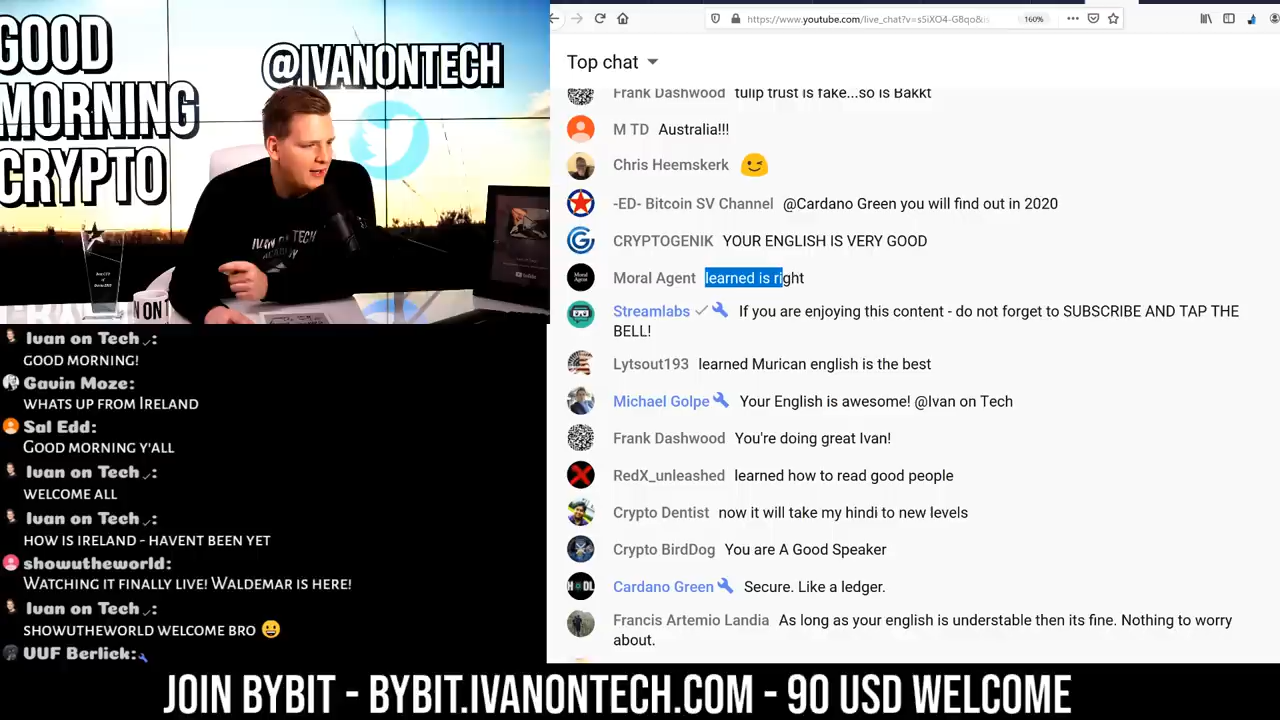 GOOD
MORNING
CRYPTO
@IVANONTECH
IVAN ON TECH
ACADEMY
ON
Ivan on Tech:
GOOD MORNING!
Gavin Moze:
WHATS UP FROM IRELAND
Sal Edd:
GOOD MORNING Y'ALL
Ivan on Tech:
WELCOME ALL
Ivan on Tech:
HOW IS IRELAND - HAVENT BEEN YET
showutheworld:
WATCHING IT FINALLY LIVE! WALDEMAR IS HERE!
Ivan on Tech:
SHOWUTHEWORLD WELCOME BRO 😀
UUF Berlick:
https://www.youtube.com/live_chat?v=s5iXO4-G8qo&is
160%
Top chat
Frank Dashwood tulip trust is fake...so is Bakkt
M TD Australia!!!
Chris Heemskerk 😉
-ED- Bitcoin SV Channel @Cardano Green you will find out in 2020
CRYPTOGENIK YOUR ENGLISH IS VERY GOOD
Moral Agent learned is right
Streamlabs If you are enjoying this content - do not forget to SUBSCRIBE AND TAP THE
BELL!
Lytsout193 learned Murican english is the best
Michael Golpe Your English is awesome! @Ivan on Tech
Frank Dashwood You're doing great Ivan!
RedX_unleashed learned how to read good people
Crypto Dentist now it will take my hindi to new levels
Crypto BirdDog You are A Good Speaker
Cardano Green Secure. Like a ledger.
Francis Artemio Landia As long as your english is understable then its fine. Nothing to worry
about.
JOIN BYBIT - BYBIT.IVANONTECH.COM - 90 USD WELCOME